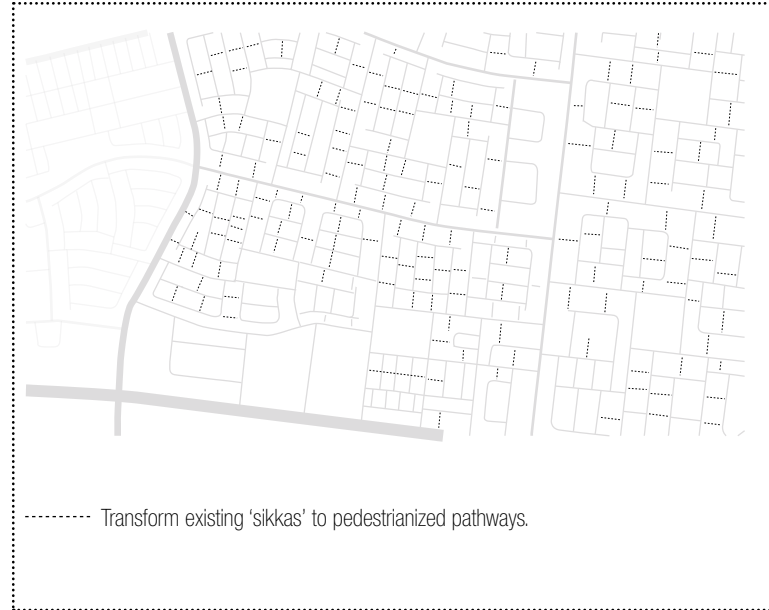 Transform existing ‘sikkas’ to pedestrianized pathways.